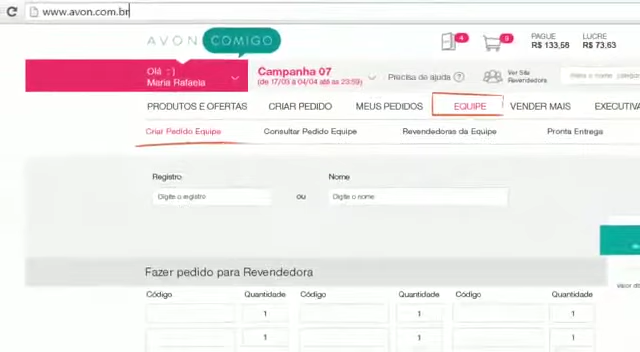 www.avon.com.br
AVON COMIGO
4
9
PAGUE
R$ 133,58
LUCRE
R$ 73,63
Olá :)
Maria Rafaela
Campanha 07
(de 17/03 a 04/04 até as 23:59)
Precisa de ajuda ?
Ver Site
Revendedora
PRODUTOS E OFERTAS CRIAR PEDIDO MEUS PEDIDOS EQUIPE VENDER MAIS EXECUTIVA
Criar Pedido Equipe Consultar Pedido Equipe Revendedoras da Equipe Pronta Entrega
Registro Nome
Digite o registro ou Digite o nome
Fazer pedido para Revendedora
Código Quantidade Código Quantidade Código Quantidade
1 1 1
1 1 1